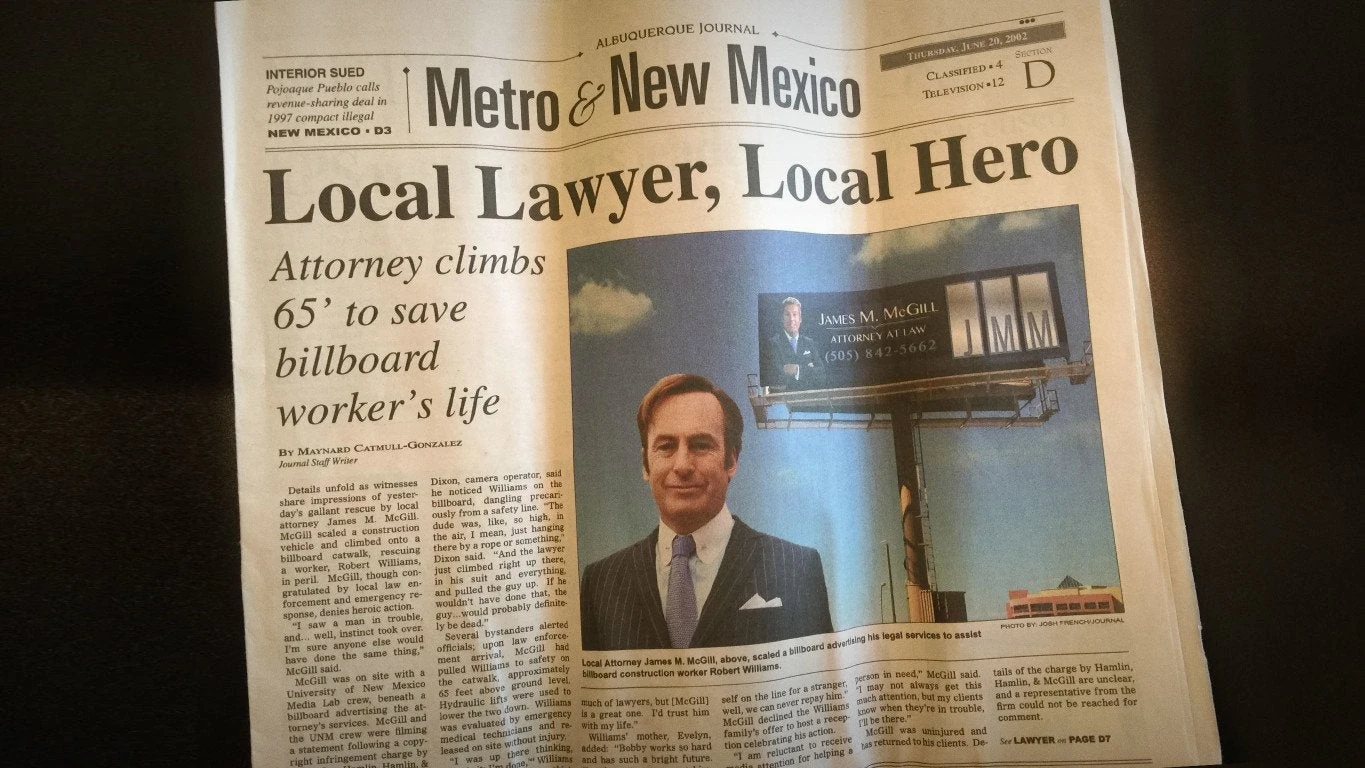 ALBUQUERQUE JOURNAL
INTERIOR SUED
Pojoaque Pueblo calls
revenue-sharing deal in
1997 compact illegal
NEW MEXICO • D3
Metro & New Mexico
THURSDAY, JUNE 20, 2002
CLASSIFIED • 4
TELEVISION • 12
SECTION
D
Local Lawyer, Local Hero
Attorney climbs
65’ to save
billboard
worker’s life
BY MAYNARD CATMULL-GONZALEZ
Journal Staff Writer
Details unfold as witnesses
share impressions of yester-
day's gallant rescue by local
attorney James M. McGill.
McGill scaled a construction
vehicle and climbed onto a
billboard catwalk, rescuing
a worker, Robert Williams,
in peril. McGill, though con-
gratulated by local law en-
forcement and emergency re-
sponse, denies heroic action.
"I saw a man in trouble,
and... well, instinct took over.
I'm sure anyone else would
have done the same thing,"
McGill said.
McGill was on site with a
University of New Mexico
Media Lab crew, beneath a
billboard advertising the at-
torney's services. McGill and
the UNM crew were filming
a statement following a copy-
right infringement charge by
Hamlin, Hamlin, &
Dixon, camera operator, said
he noticed Williams on the
billboard, dangling precari-
ously from a safety line. "The
dude was, like, so high, in
the air, I mean, just hanging
there by a rope or something,"
Dixon said. "And the lawyer
just climbed right up there,
in his suit and everything,
and pulled the guy up. If he
wouldn't have done that, the
guy...would probably definite-
ly be dead."
Several bystanders alerted
officials; upon law enforce-
ment arrival, McGill had
pulled Williams to safety on
the catwalk, approximately
65 feet above ground level.
Hydraulic lifts were used to
lower the two down. Williams
was evaluated by emergency
medical technicians and re-
leased on site without injury.
"I was up there thinking,
I'm done,'" Williams
JAMES M. MCGILL
ATTORNEY AT LAW
(505) 842-5662
JMM
PHOTO BY: JOSH FRENCH/JOURNAL
Local Attorney James M. McGill, above, scaled a billboard advertising his legal services to assist
billboard construction worker Robert Williams.
much of lawyers, but [McGill]
is a great one. I'd trust him
with my life."
Williams' mother, Evelyn,
added: "Bobby works so hard
and has such a bright future.
self on the line for a stranger,
well, we can never repay him."
McGill declined the Williams
family's offer to host a recep-
tion celebrating his action.
"I am reluctant to receive
media attention for helping a
person in need," McGill said.
"I may not always get this
much attention, but my clients
know when they're in trouble,
I'll be there."
McGill was uninjured and
has returned to his clients. De-
tails of the charge by Hamlin,
Hamlin, & McGill are unclear,
and a representative from the
firm could not be reached for
comment.
See LAWYER on PAGE D7